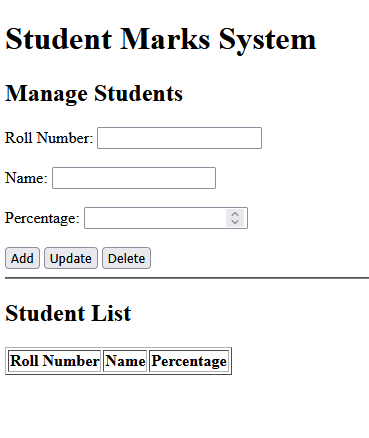 Student Marks System
Manage Students
Roll Number:
Name:
Percentage:
Add Update Delete
Student List
Roll Number Name Percentage